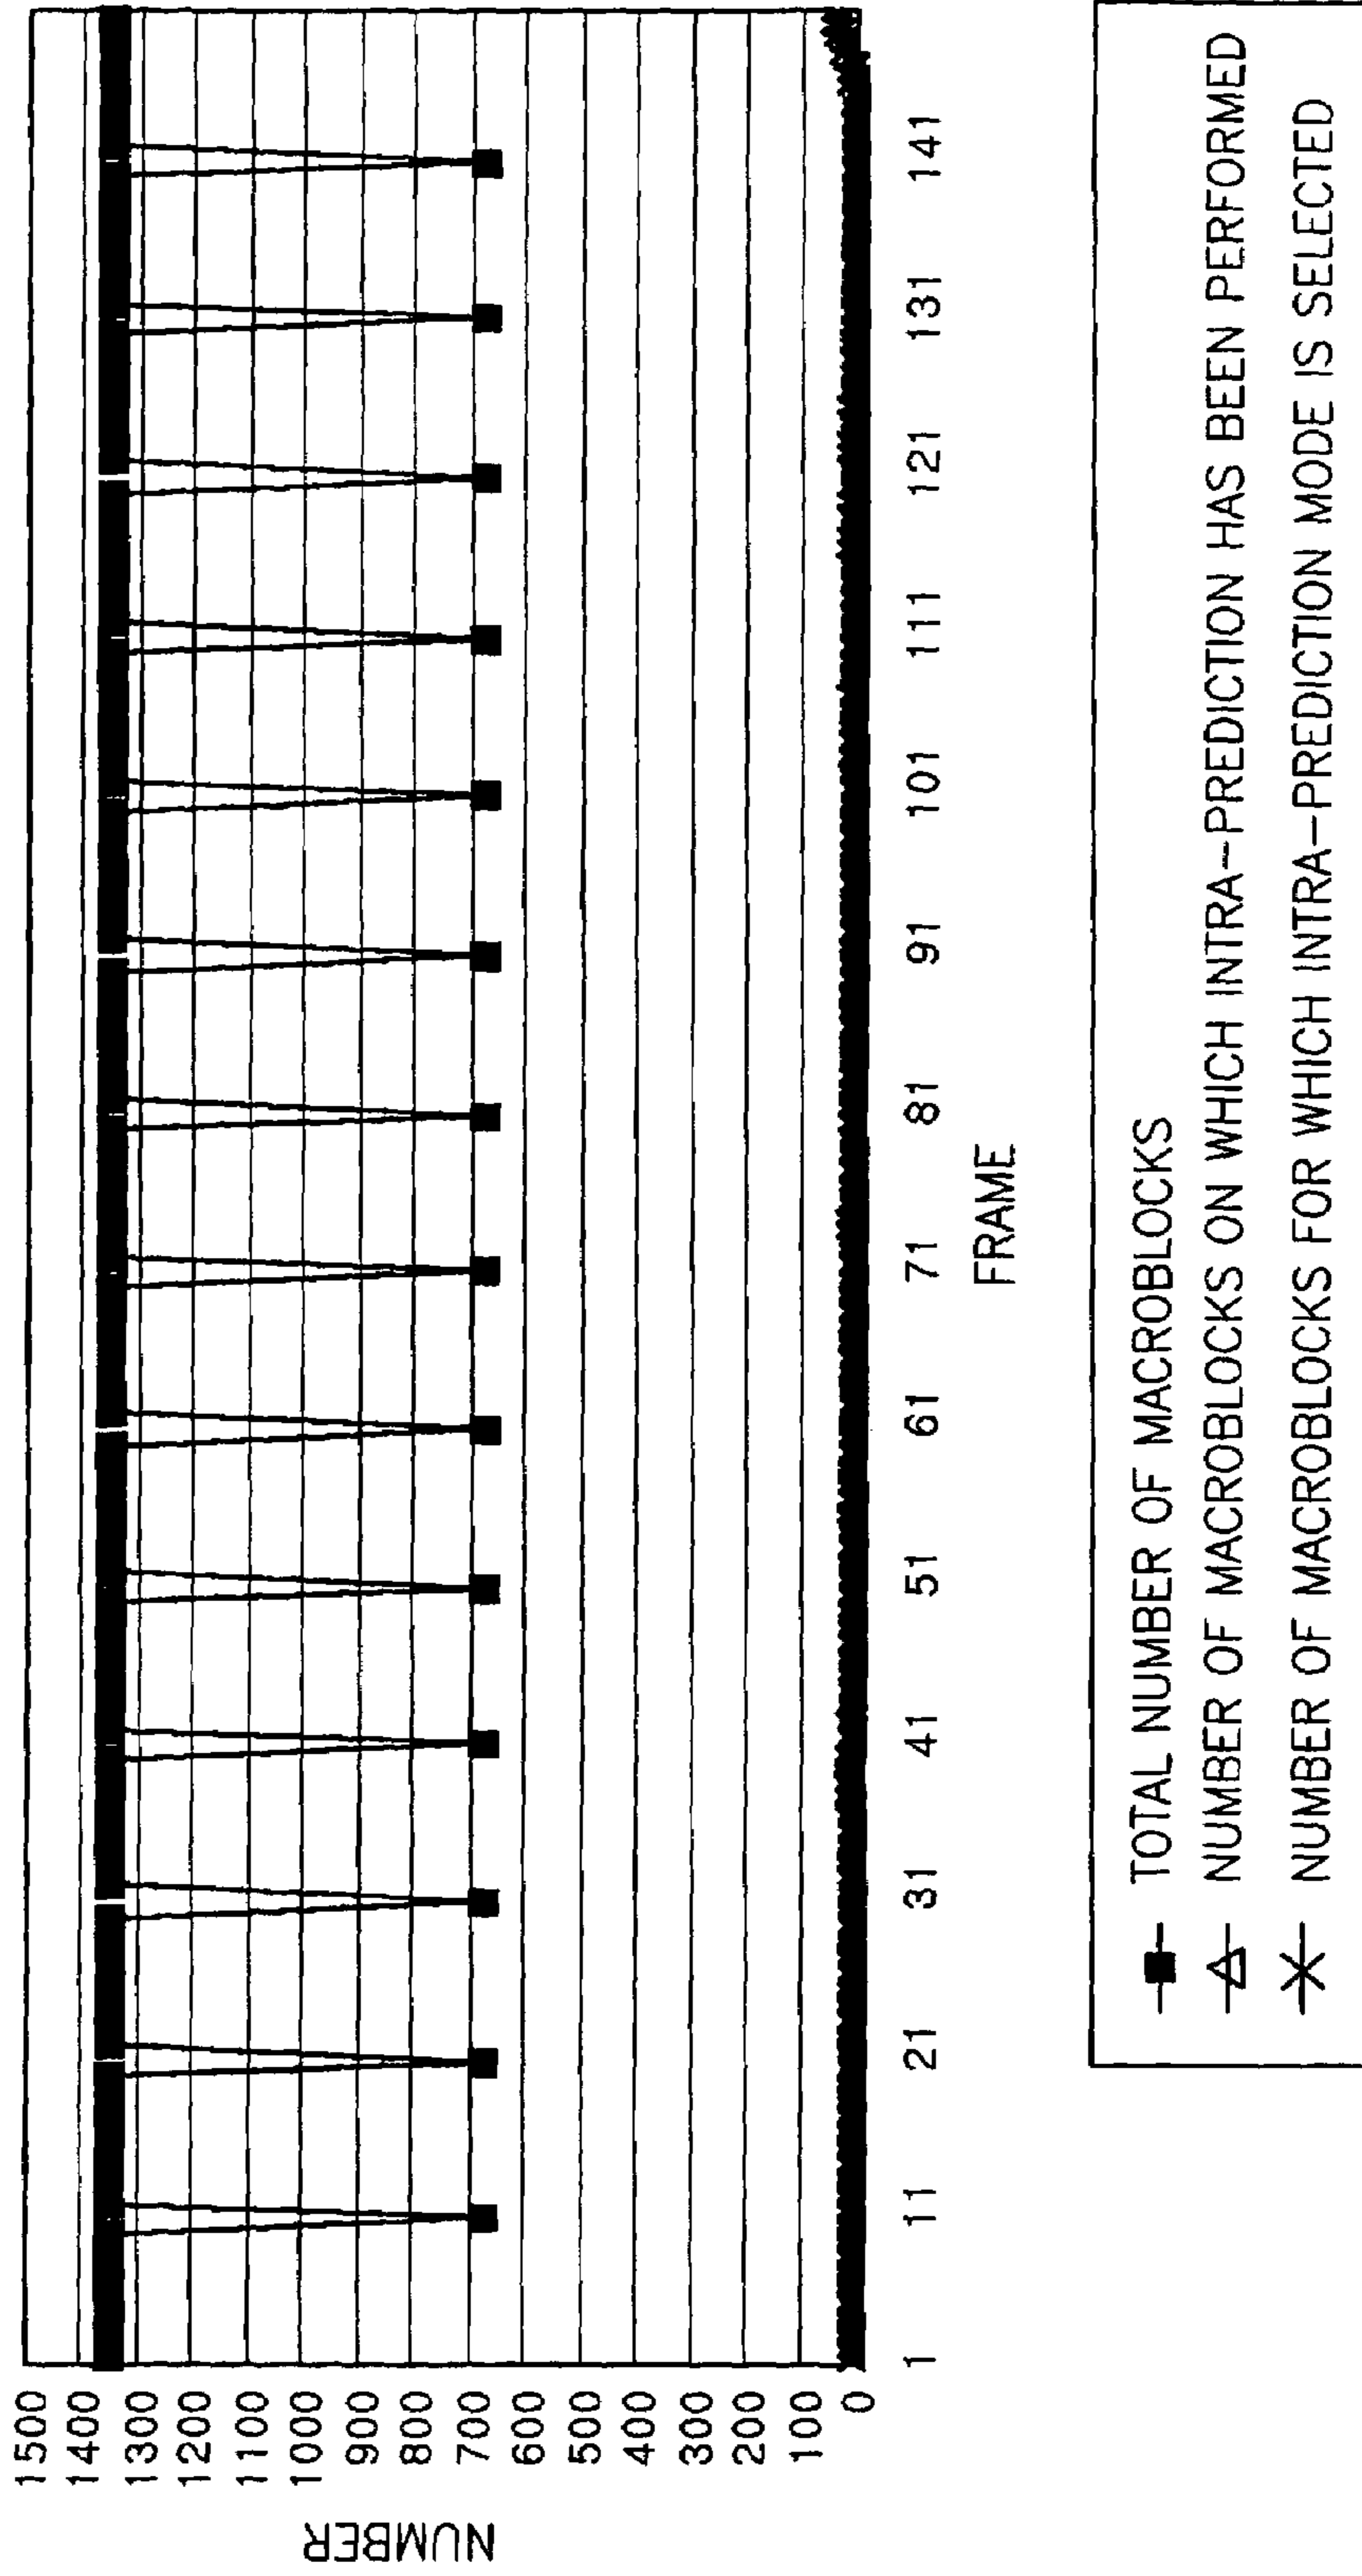 NUMBER
1500
1400
1300
1200
1100
1000
900
800
700
600
500
400
300
200
100
0
1 11 21 31 41 51 61 71 81 91 101 111 121 131 141
FRAME
TOTAL NUMBER OF MACROBLOCKS
NUMBER OF MACROBLOCKS ON WHICH INTRA-PREDICTION HAS BEEN PERFORMED
NUMBER OF MACROBLOCKS FOR WHICH INTRA-PREDICTION MODE IS SELECTED